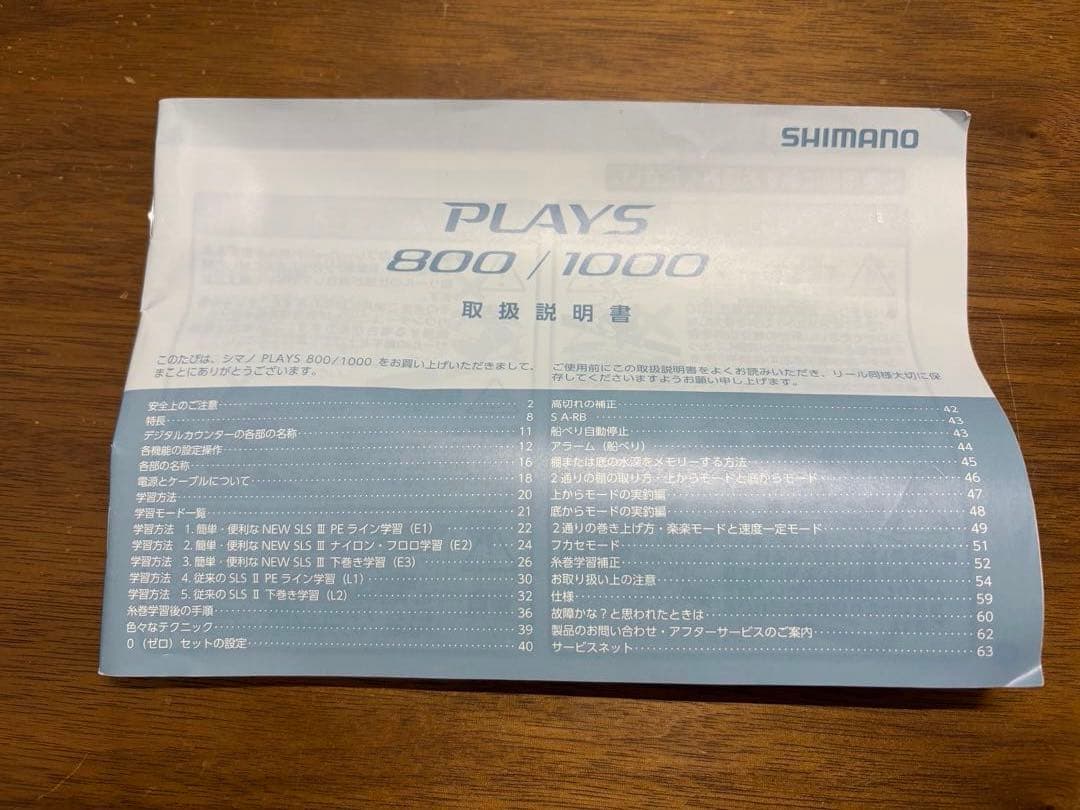 SHIMANO
PLAYS
800/1000
取扱説明書
このたびは、シマノ PLAYS 800/1000 をお買い上げいただきまして、
まことにありがとうございます。
ご使用前にこの取扱説明書をよくお読みいただき、リール同様大切に保
存してくださいますようお願い申し上げます。
安全上のご注意 2
特長 8
デジタルカウンターの各部の名称 11
各機能の設定操作 12
各部の名称 16
電源とケーブルについて 18
学習方法 20
学習モード一覧 21
学習方法 1. 簡単・便利な NEW SLS Ⅲ PE ライン学習（E1） 22
学習方法 2. 簡単・便利な NEW SLS Ⅲ ナイロン・フロロ学習（E2） 24
学習方法 3. 簡単・便利な NEW SLS Ⅲ 下巻き学習（E3） 26
学習方法 4. 従来の SLS Ⅱ PE ライン学習（L1） 30
学習方法 5. 従来の SLS Ⅱ 下巻き学習（L2） 32
糸巻学習後の手順 36
色々なテクニック 39
0（ゼロ）セットの設定 40
高切れの補正 42
S A-RB 43
船べり自動停止 43
アラーム（船べり） 44
棚または底の水深をメモリーする方法 45
2通りの棚の取り方・上からモードと底からモード 46
上からモードの実釣編 47
底からモードの実釣編 48
2通りの巻き上げ方・楽楽モードと速度一定モード 49
フカセモード 51
糸巻学習補正 52
お取り扱い上の注意 54
仕様 59
故障かな？と思われたときは 60
製品のお問い合わせ・アフターサービスのご案内 62
サービスネット 63